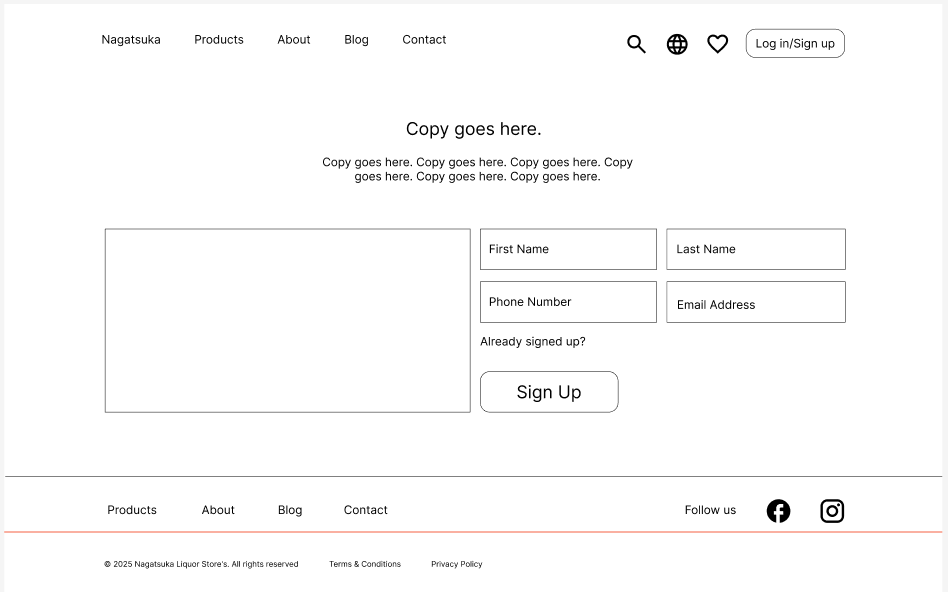 Nagatsuka Products About Blog Contact Log in/Sign up
Copy goes here.
Copy goes here. Copy goes here. Copy goes here. Copy
goes here. Copy goes here. Copy goes here.
First Name Last Name
Phone Number Email Address
Already signed up?
Sign Up
Products About Blog Contact Follow us
© 2025 Nagatsuka Liquor Store's. All rights reserved Terms & Conditions Privacy Policy